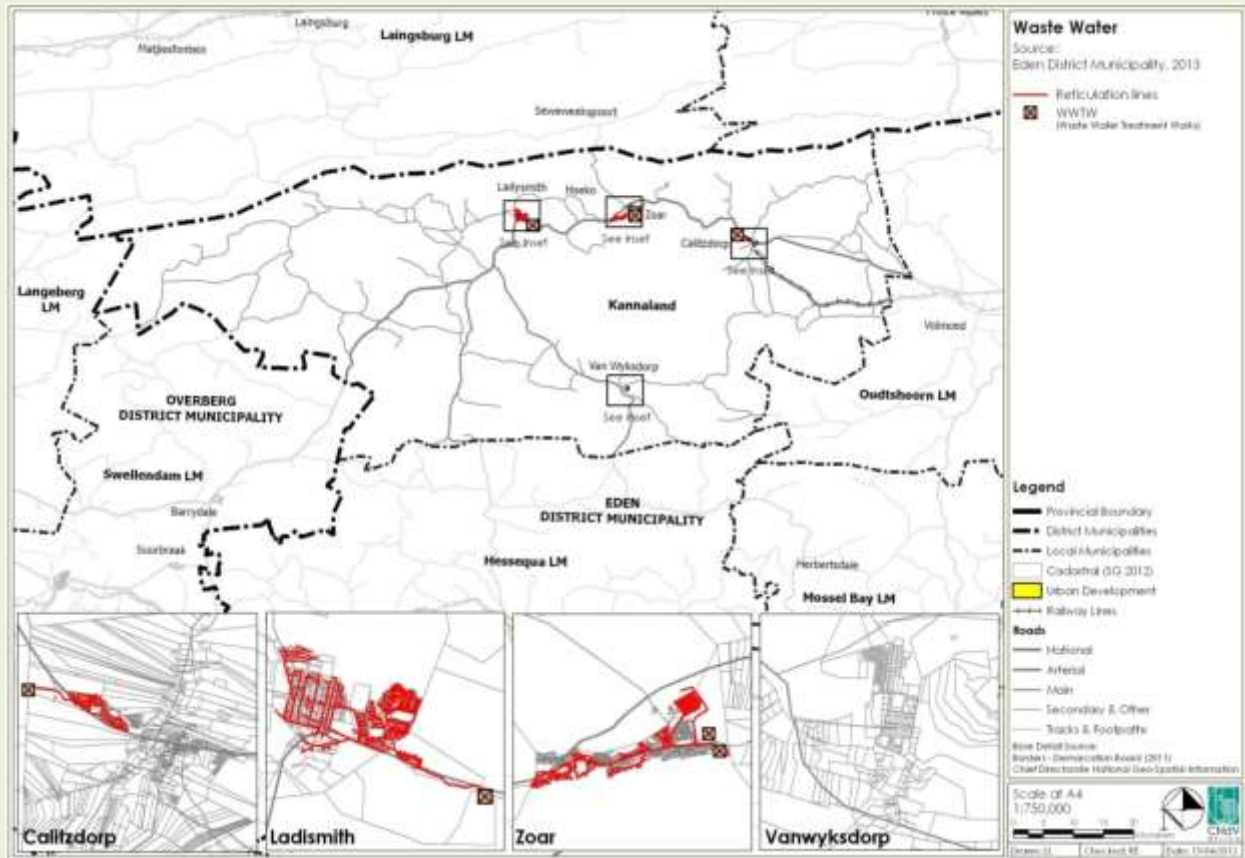 Laingsburg
Laingsburg LM
Matjiesfontein
Seweweekspoort
Ladysmith
Hoeko
Zoar
See Inset
See Inset
Calitzdorp
See Inset
Langeberg
LM
Kannaland
Volmoed
Van Wyksdorp
See Inset
OVERBERG
DISTRICT MUNICIPALITY
Oudtshoorn LM
Swellendam LM
EDEN
DISTRICT MUNICIPALITY
Barrydale
Suurbraak
Hessequa LM
Herbertsdale
Mossel Bay LM
Calitzdorp
Ladismith
Zoar
Vanwyksdorp
Waste Water
Source:
Eden District Municipality, 2013
Reticulation lines
WWTW
(Waste Water Treatment Works)
Legend
Provincial Boundary
District Municipalities
Local Municipalities
Cadastral (SG 2012)
Urban Development
Railway Lines
Roads
National
Arterial
Main
Secondary & Other
Tracks & Footpaths
Base Detail Source:
Borders - Demarcation Board (2011)
Chief Directorate National Geo-Spatial Information
Scale at A4
1:750,000
CNdV
Drawn: LL
Checked: RE